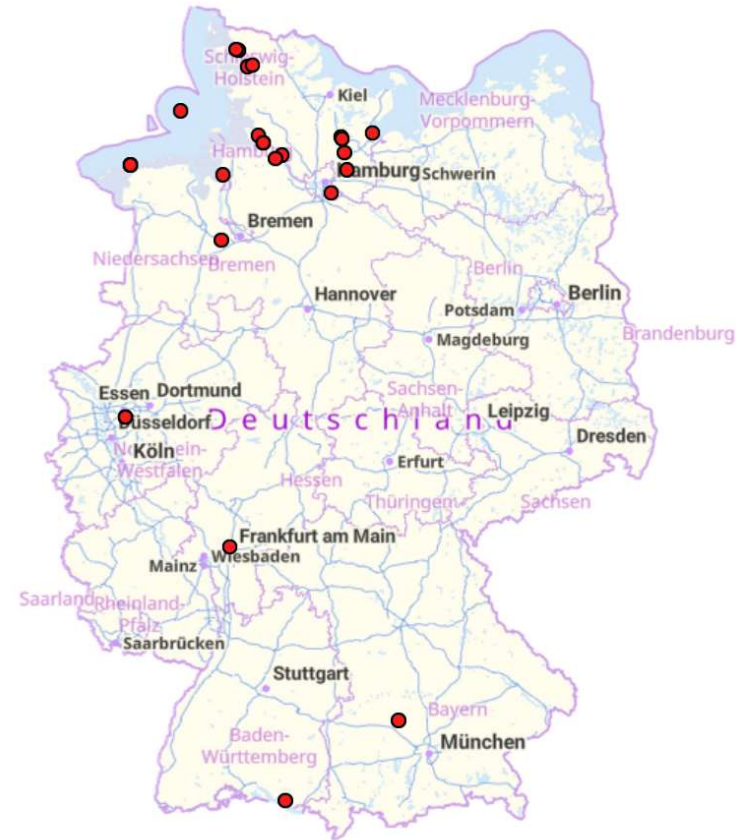 Schleswig-
Holstein
Kiel
Mecklenburg-
Vorpommern
Hamburg
Hamburg
Schwerin
Bremen
Niedersachsen
Bremen
Berlin
Hannover
Berlin
Potsdam
Brandenburg
Magdeburg
Essen
Dortmund
Sachsen-
Anhalt
Leipzig
Düsseldorf
Deutschland
Dresden
Köln
Nordrhein-
Westfalen
Erfurt
Hessen
Thüringen
Sachsen
Frankfurt am Main
Wiesbaden
Mainz
Saarland
Rheinland-
Pfalz
Saarbrücken
Stuttgart
Bayern
Baden-
Württemberg
München